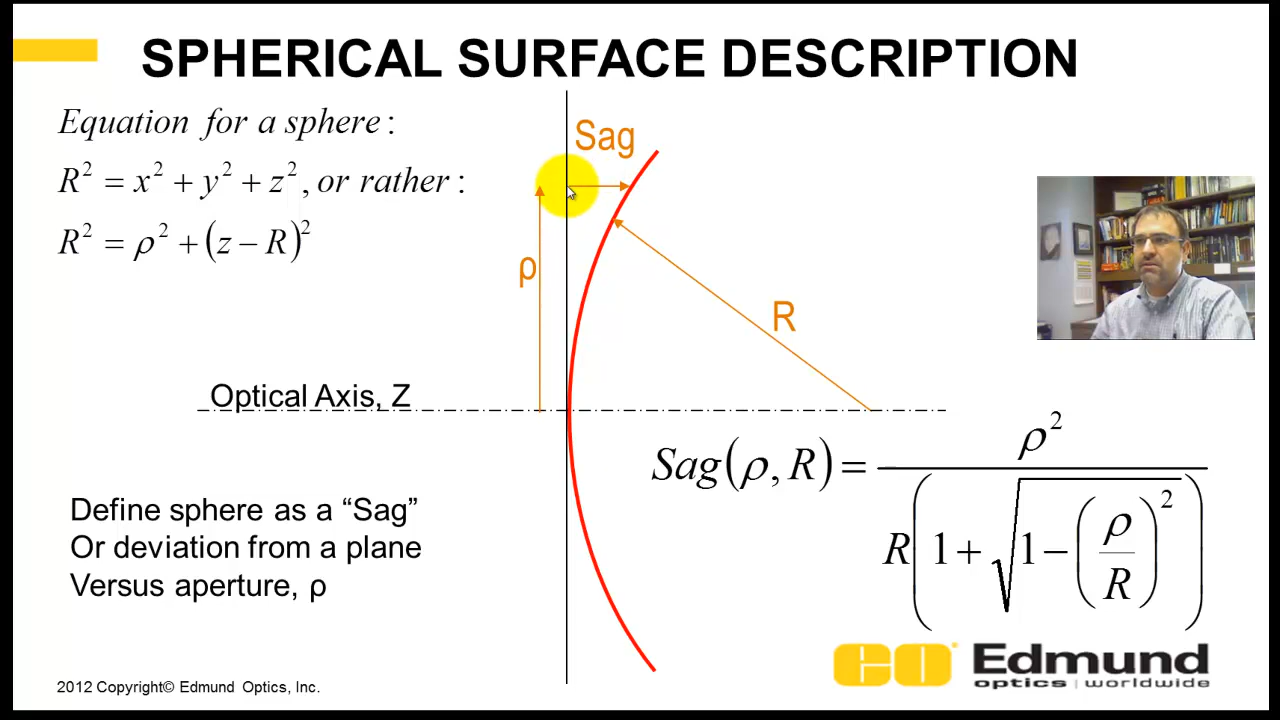 SPHERICAL SURFACE DESCRIPTION
Equation for a sphere:
R² = x² + y² + z², or rather:
R² = ρ² + (z − R)²
Sag
ρ
R
Optical Axis, Z
Sag(ρ, R) = ρ² / R(1 + √(1 − (ρ/R)²))
Define sphere as a “Sag”
Or deviation from a plane
Versus aperture, ρ
EO
Edmund
optics | worldwide
2012 Copyright© Edmund Optics, Inc.